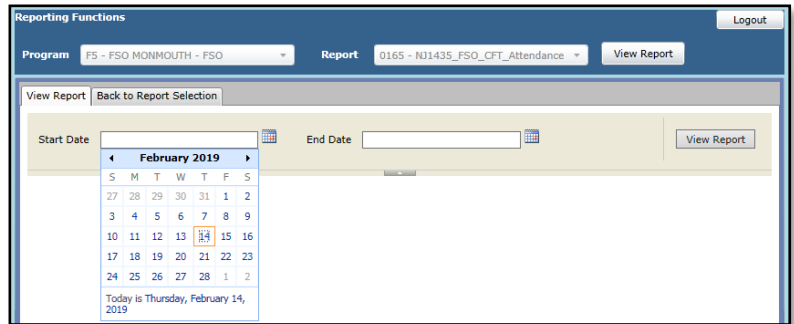 Reporting Functions
Logout
Program F5 - FSO MONMOUTH - FSO Report 0165 - NJ1435_FSO_CFT_Attendance View Report
View Report Back to Report Selection
Start Date End Date View Report
February 2019
S M T W T F S
27 28 29 30 31 1 2
3 4 5 6 7 8 9
10 11 12 13 14 15 16
17 18 19 20 21 22 23
24 25 26 27 28 1 2
Today is Thursday, February 14,
2019